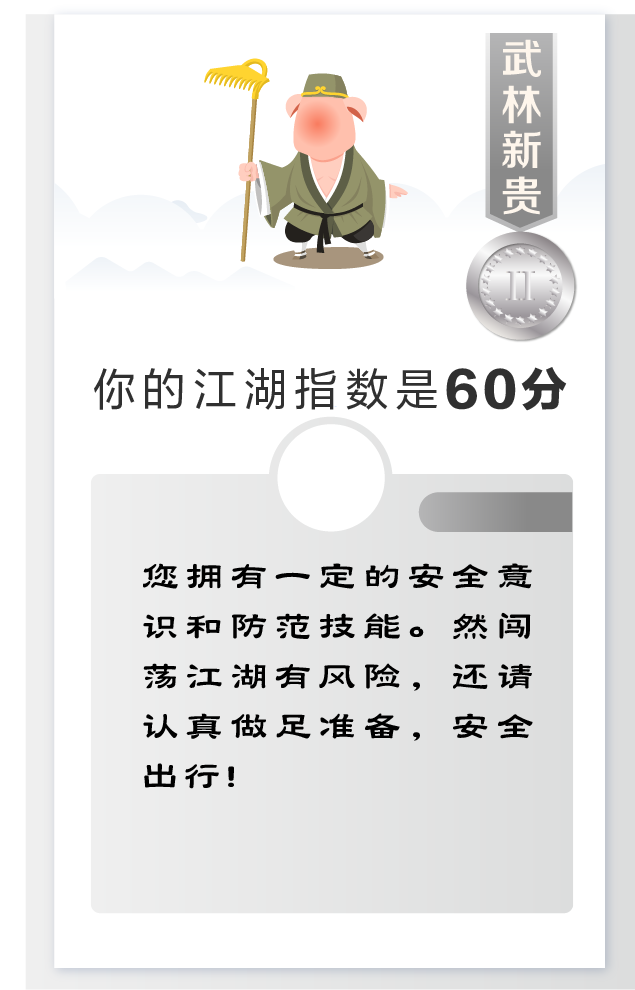 武林新贵
II
你的江湖指数是60分
您拥有一定的安全意
识和防范技能。然闯
荡江湖有风险，还请
认真做足准备，安全
出行!